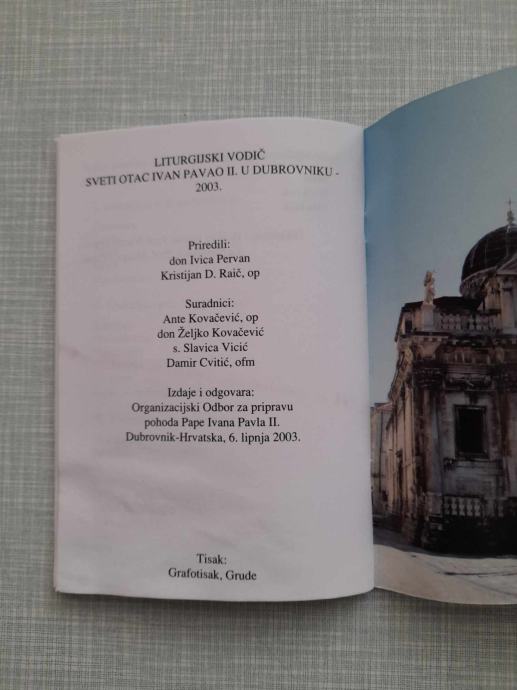 LITURGIJSKI VODIČ
SVETI OTAC IVAN PAVAO II. U DUBROVNIKU -
2003.
Priredili:
don Ivica Pervan
Kristijan D. Raič, op
Suradnici:
Ante Kovačević, op
don Željko Kovačević
s. Slavica Vicić
Damir Cvitić, ofm
Izdaje i odgovara:
Organizacijski Odbor za pripravu
pohoda Pape Ivana Pavla II.
Dubrovnik-Hrvatska, 6. lipnja 2003.
Tisak:
Grafotisak, Grude